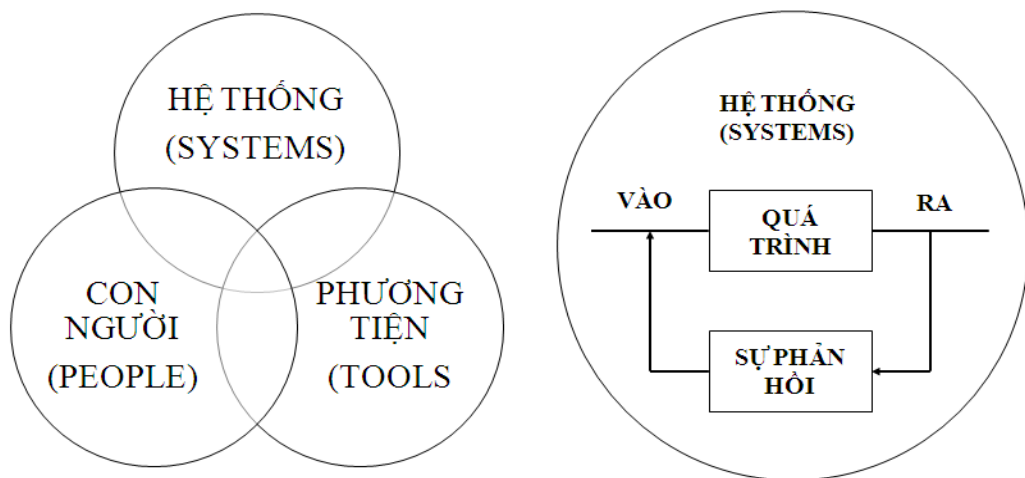 HỆ THỐNG
(SYSTEMS)
CON
NGƯỜI
(PEOPLE)
PHƯƠNG
TIỆN
(TOOLS
HỆ THỐNG
(SYSTEMS)
VÀO
QUÁ
TRÌNH
RA
SỰ PHẢN
HỒI